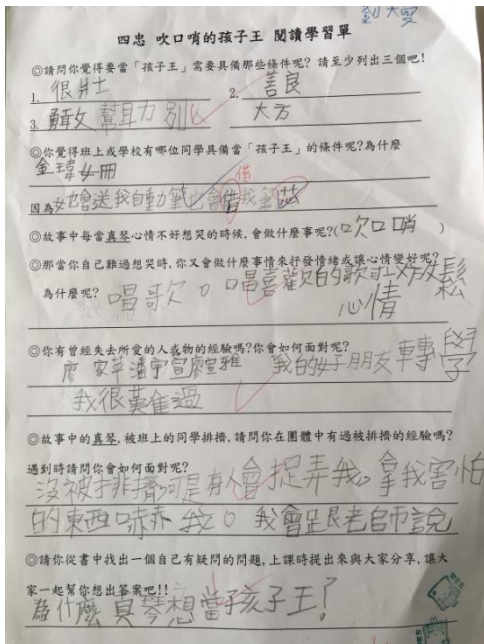 劉大雙
四忠 吹口哨的孩子王 閱讀學習單
◎請問你覺得要當「孩子王」需要具備那些條件呢? 請至少列出三個吧!
1. 很壯 2. 善良
3. 勇敢幫助別人 大方
◎你覺得班上或學校有哪位同學具備當「孩子王」的條件呢?為什麼
金瑋姍
借
因為她會送我自動筆也會借我筆芯
◎故事中每當真琴心情不好想哭的時候,會做什麼事呢?(吹口哨 )
◎那當你自己難過想哭時,你又會做什麼事情來抒發情緒或讓心情變好呢?
為什麼呢? 唱歌。唱喜歡的歌放鬆
心情
◎你有曾經失去所愛的人或物的經驗嗎?你會如何面對呢?
廖家苹潘宇宣廖宣雅 我的好朋友轉學
我很難過
◎故事中的真琴,被班上的同學排擠,請問你在團體中有過被排擠的經驗嗎?
遇到時請問你會如何面對呢?
沒被排擠可是有人會捉弄我。拿我害怕
的東西嚇我。我會跟老師說
◎請你從書中找出一個自己有疑問的問題,上課時提出來與大家分享,讓大
家一起幫你想出答案吧!!
為什麼真琴想當孩子王?